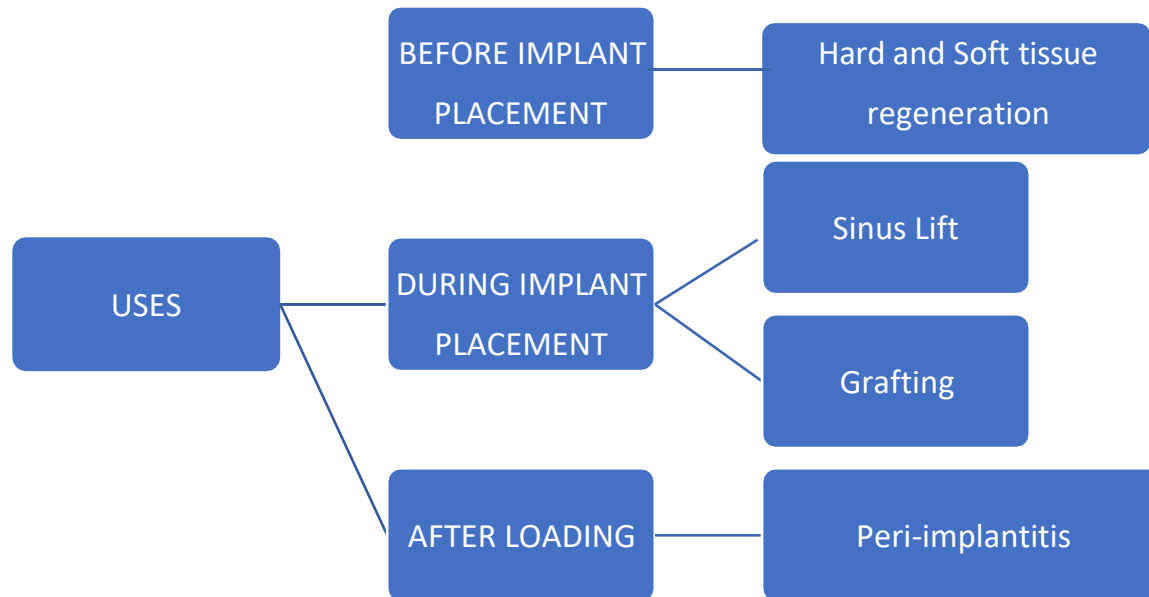 BEFORE IMPLANT
PLACEMENT
Hard and Soft tissue
regeneration
USES
DURING IMPLANT
PLACEMENT
Sinus Lift
Grafting
AFTER LOADING
Peri-implantitis